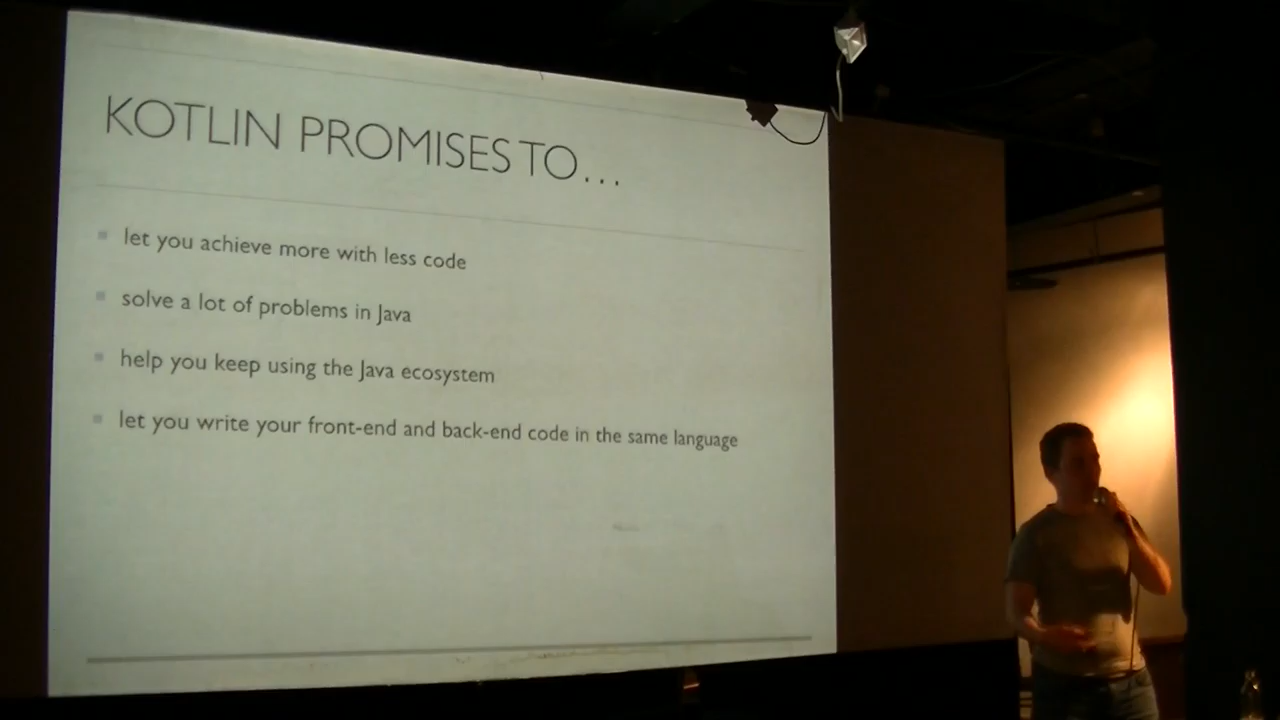 KOTLIN PROMISES TO...
let you achieve more with less code
solve a lot of problems in Java
help you keep using the Java ecosystem
let you write your front-end and back-end code in the same language